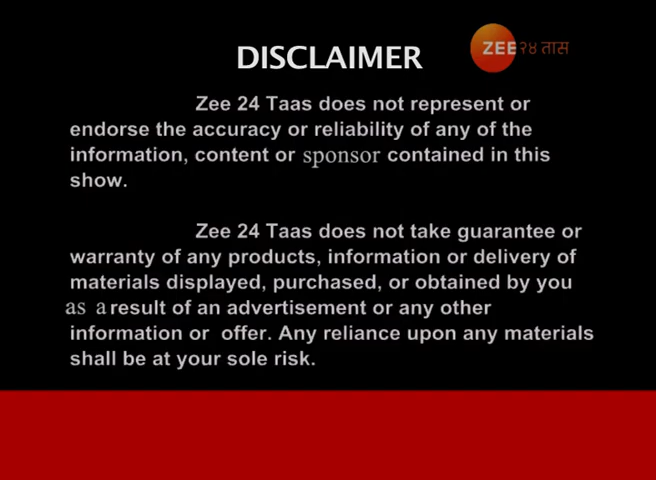 DISCLAIMER
ZEE २४ तास
Zee 24 Taas does not represent or
endorse the accuracy or reliability of any of the
information, content or sponsor contained in this
show.
Zee 24 Taas does not take guarantee or
warranty of any products, information or delivery of
materials displayed, purchased, or obtained by you
as a result of an advertisement or any other
information or offer. Any reliance upon any materials
shall be at your sole risk.